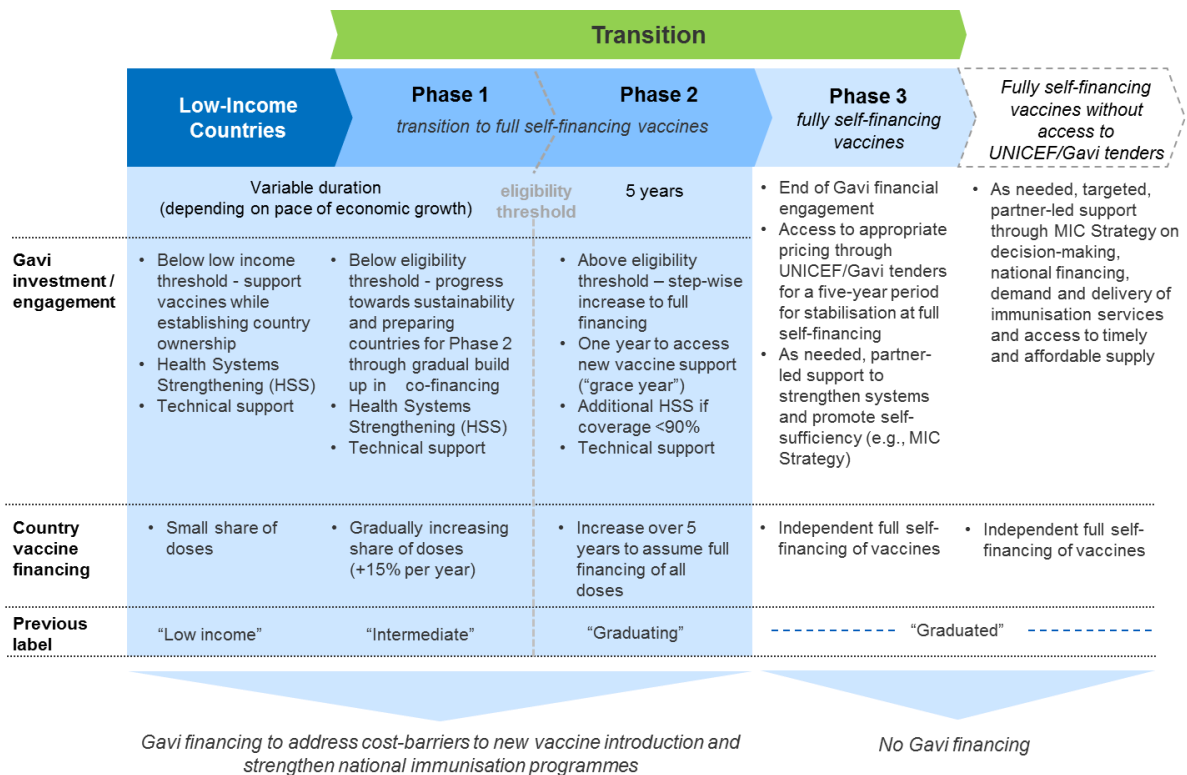 Transition
Low-Income
Countries
Phase 1
Phase 2
transition to full self-financing vaccines
Phase 3
fully self-financing
vaccines
Fully self-financing
vaccines without
access to
UNICEF/Gavi tenders
Variable duration
(depending on pace of economic growth)
eligibility
threshold
5 years
Gavi
investment /
engagement
• Below low income
threshold - support
vaccines while
establishing country
ownership
• Health Systems
Strengthening (HSS)
• Technical support
• Below eligibility
threshold - progress
towards sustainability
and preparing
countries for Phase 2
through gradual build
up in co-financing
• Health Systems
Strengthening (HSS)
• Technical support
• Above eligibility
threshold – step-wise
increase to full
financing
• One year to access
new vaccine support
(“grace year”)
• Additional HSS if
coverage <90%
• Technical support
• End of Gavi financial
engagement
• Access to appropriate
pricing through
UNICEF/Gavi tenders
for a five-year period
for stabilisation at full
self-financing
• As needed, partner-
led support to
strengthen systems
and promote self-
sufficiency (e.g., MIC
Strategy)
• As needed, targeted,
partner-led support
through MIC Strategy on
decision-making,
national financing,
demand and delivery of
immunisation services
and access to timely
and affordable supply
Country
vaccine
financing
• Small share of
doses
• Gradually increasing
share of doses
(+15% per year)
• Increase over 5
years to assume full
financing of all
doses
• Independent full self-
financing of vaccines
• Independent full self-
financing of vaccines
Previous
label
“Low income”
“Intermediate”
“Graduating”
“Graduated”
Gavi financing to address cost-barriers to new vaccine introduction and
strengthen national immunisation programmes
No Gavi financing